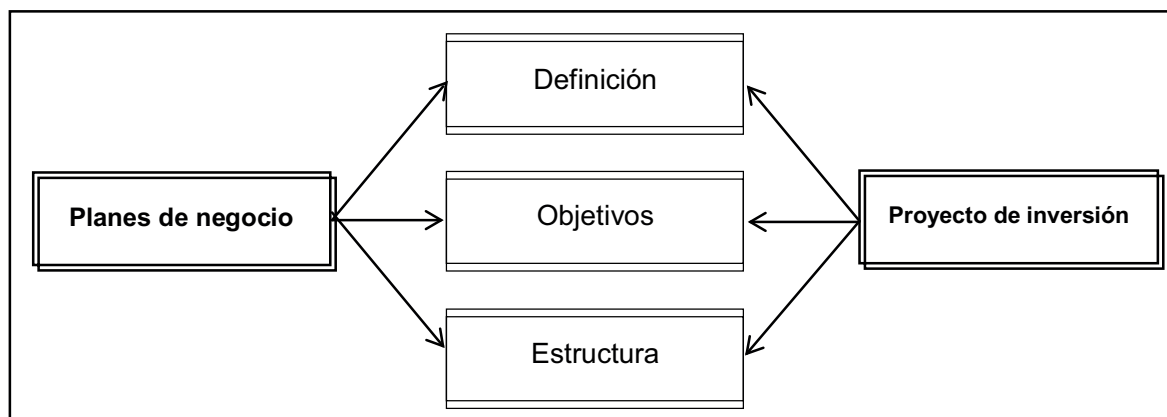 Definición
Planes de negocio
Objetivos
Proyecto de inversión
Estructura